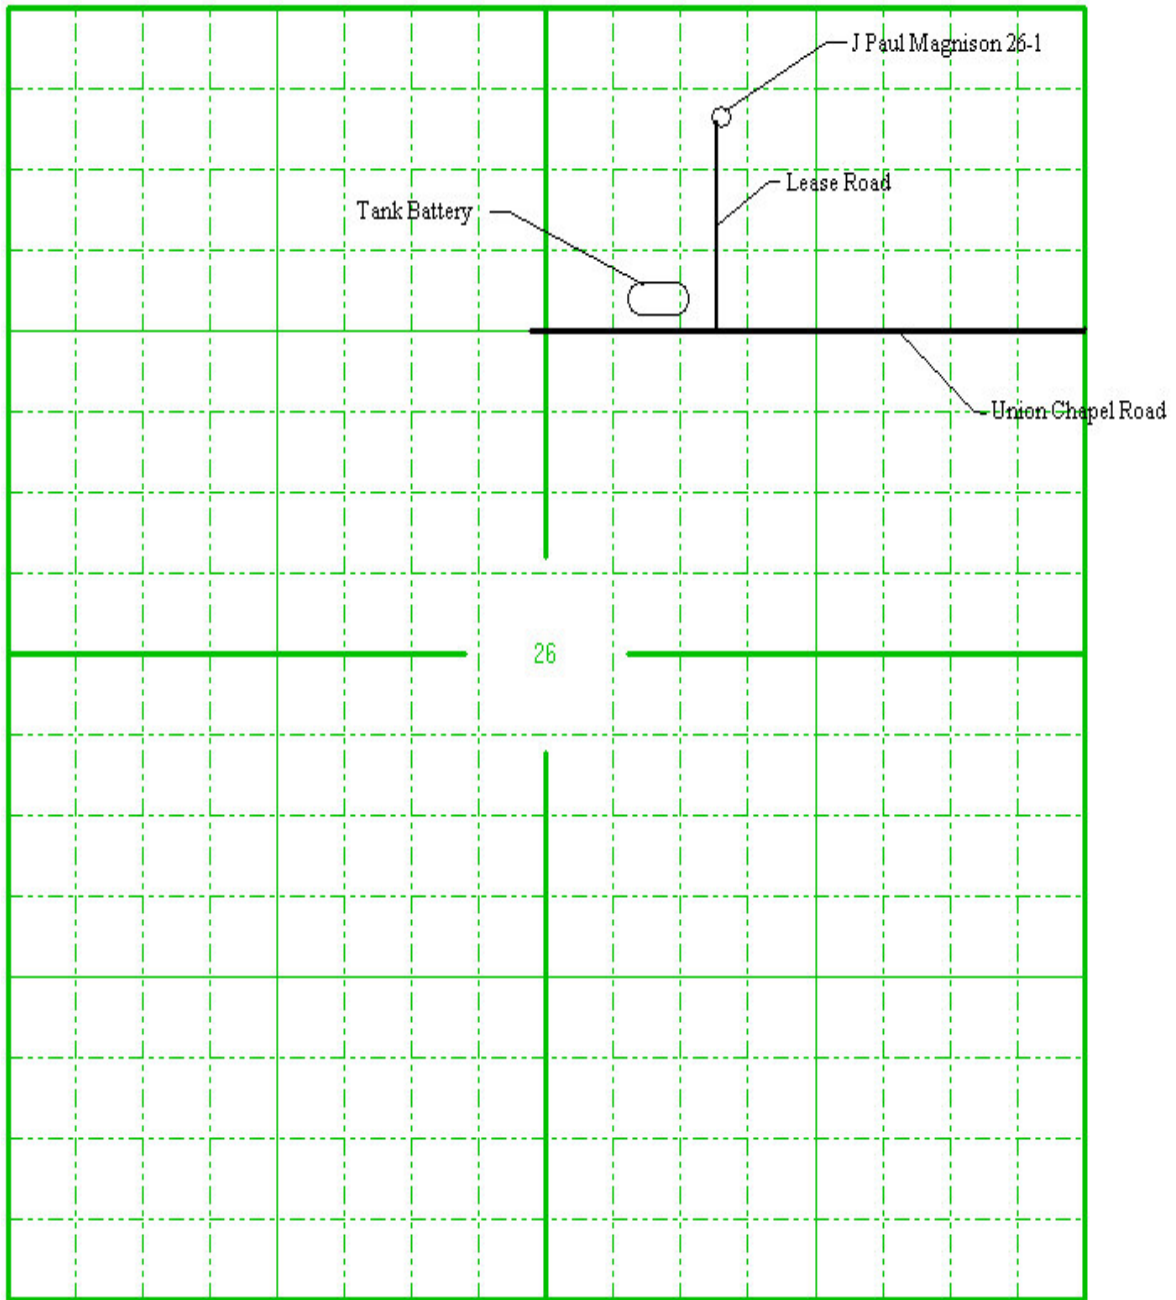 J Paul Magnison 26-1
Lease Road
Tank Battery
Union Chapel Road
26